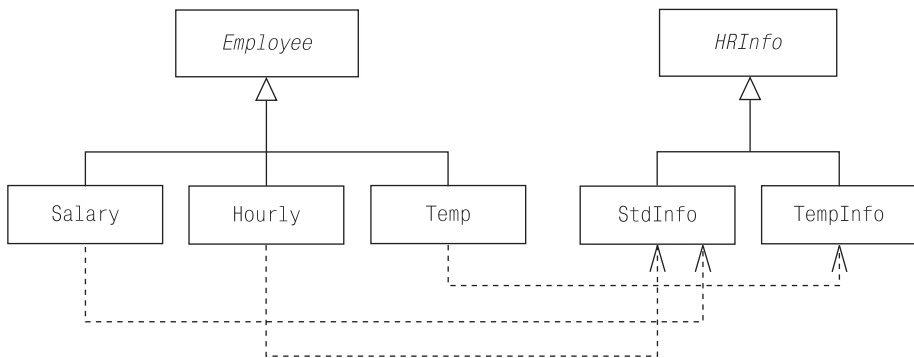 Employee
HRInfo
Salary
Hourly
Temp
StdInfo
TempInfo